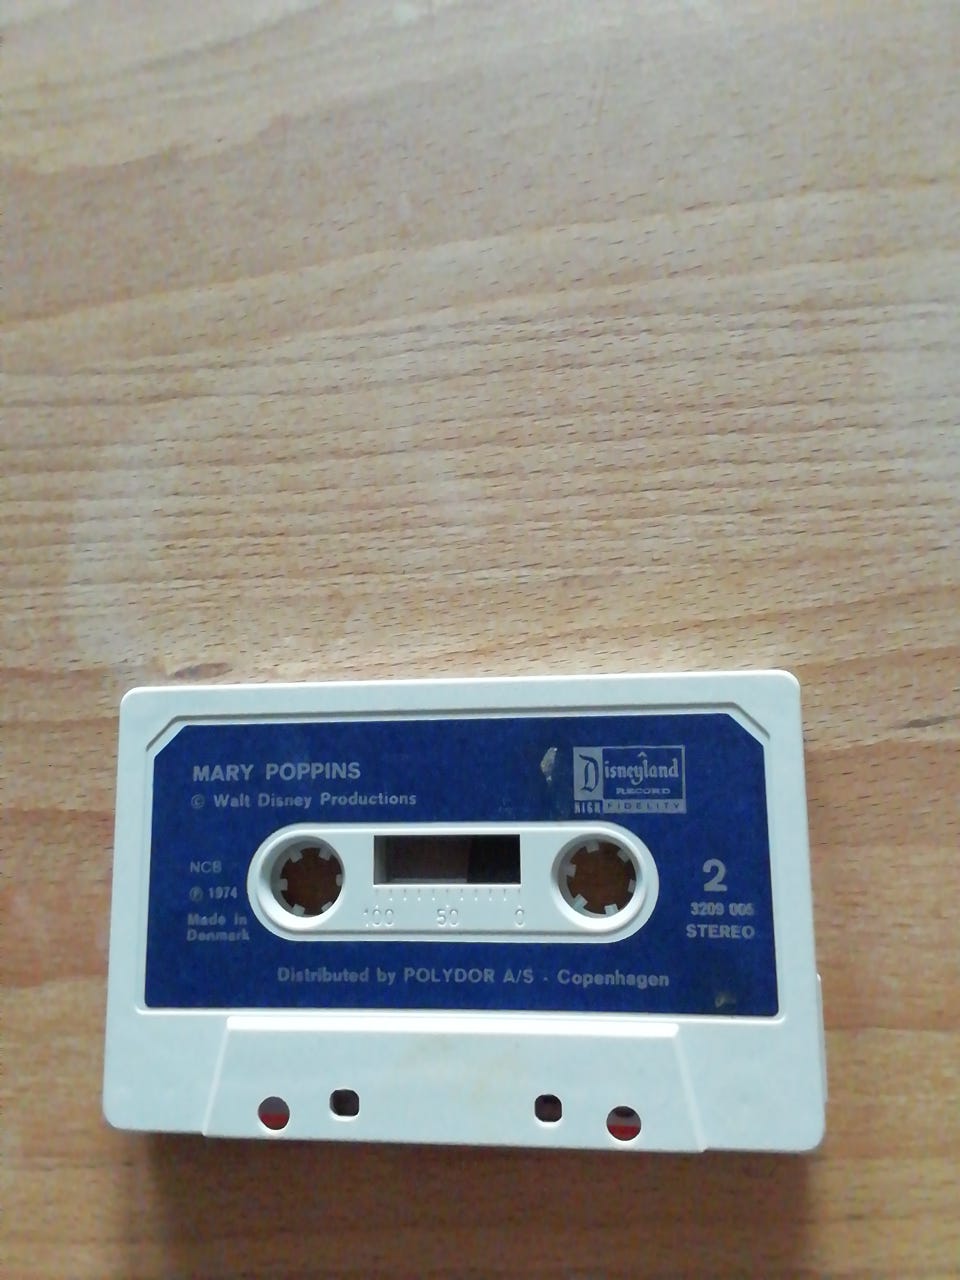 MARY POPPINS
© Walt Disney Productions
Disneyland
RECORD
HIGH FIDELITY
NCB
℗ 1974
Made in
Denmark
100 50 0
2
3209 005
STEREO
Distributed by POLYDOR A/S - Copenhagen